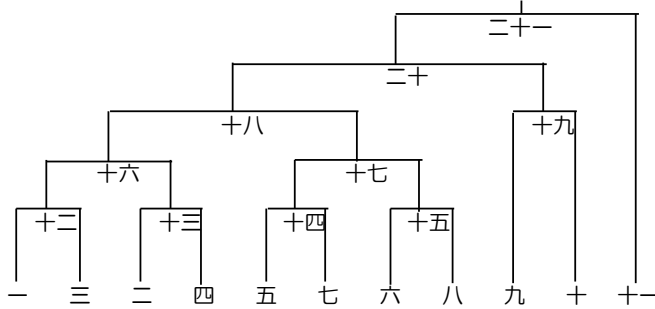 二十一
二十
十八 十九
十六 十七
十二 十三 十四 十五
一 三 二 四 五 七 六 八 九 十 十一